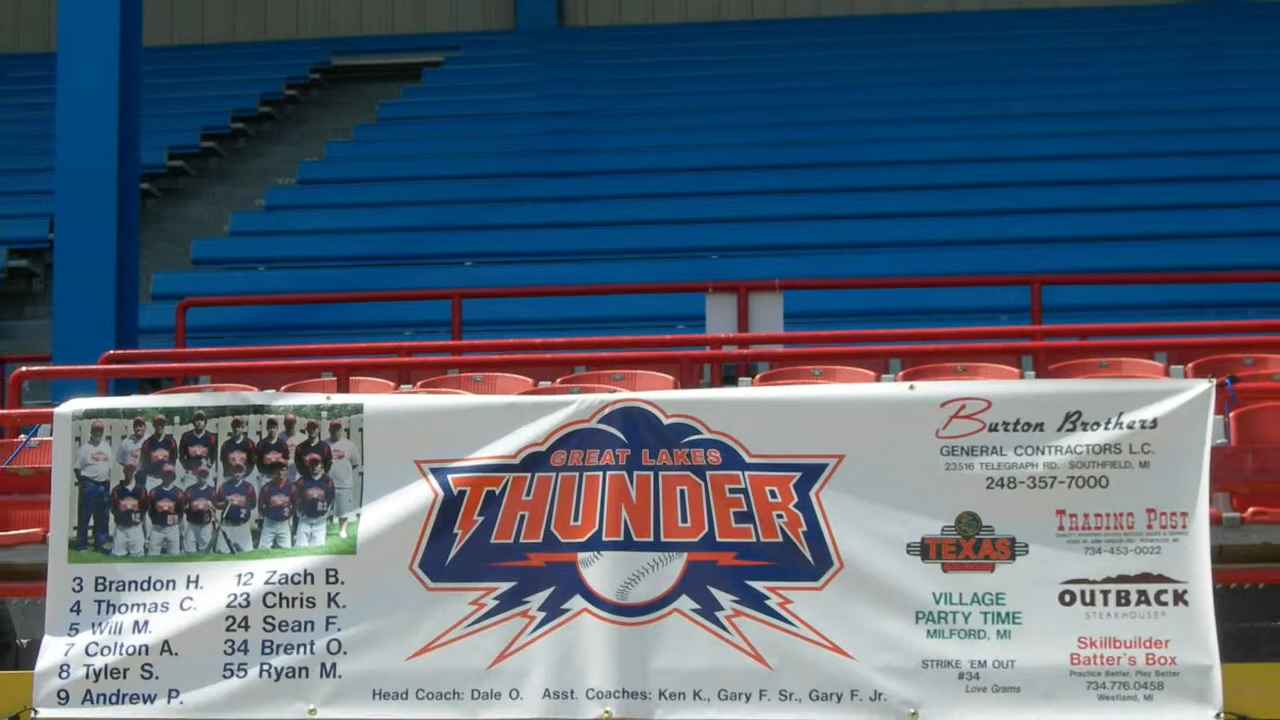 GREAT LAKES
THUNDER
3 Brandon H.
4 Thomas C.
5 Will M.
7 Colton A.
8 Tyler S.
9 Andrew P.
12 Zach B.
23 Chris K.
24 Sean F.
34 Brent O.
55 Ryan M.
Head Coach: Dale O. Asst. Coaches: Ken K., Gary F. Sr., Gary F. Jr.
Burton Brothers
GENERAL CONTRACTORS L.C.
23516 TELEGRAPH RD. SOUTHFIELD, MI
248-357-7000
TEXAS
TRADING POST
734-453-0022
VILLAGE
PARTY TIME
MILFORD, MI
OUTBACK
STEAKHOUSE
STRIKE 'EM OUT
#34
Love Grams
Skillbuilder
Batter's Box
Practice Better, Play Better
734.776.0458
Westland, MI